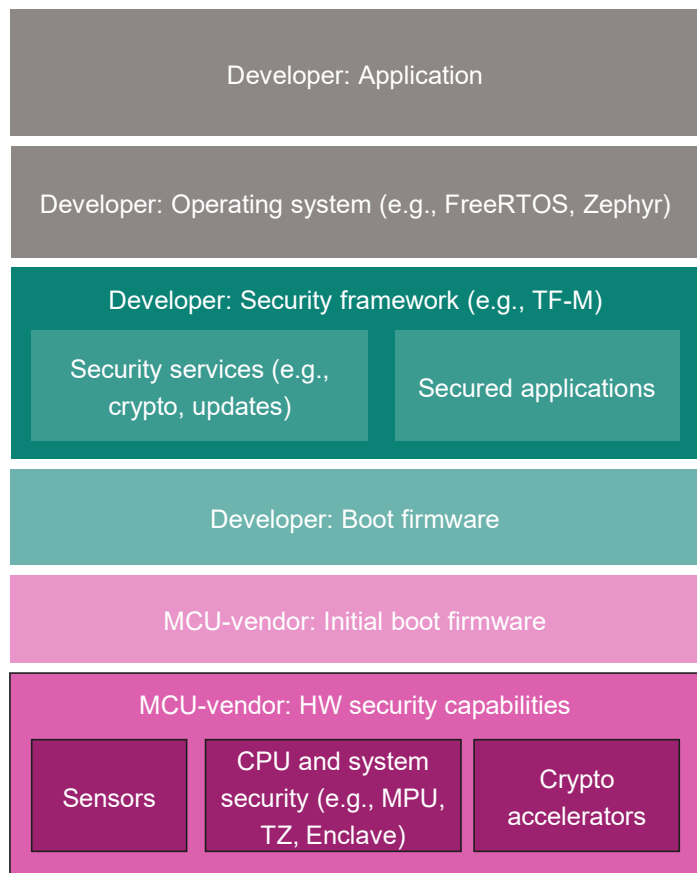 Developer: Application
Developer: Operating system (e.g., FreeRTOS, Zephyr)
Developer: Security framework (e.g., TF-M)
Security services (e.g.,
crypto, updates)
Secured applications
Developer: Boot firmware
MCU-vendor: Initial boot firmware
MCU-vendor: HW security capabilities
Sensors
CPU and system
security (e.g., MPU,
TZ, Enclave)
Crypto
accelerators